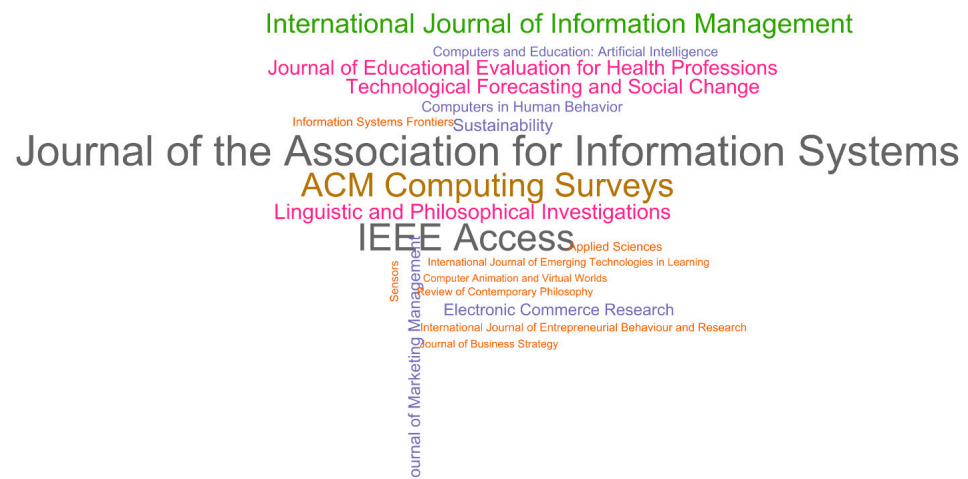 International Journal of Information Management
Computers and Education: Artificial Intelligence
Journal of Educational Evaluation for Health Professions
Technological Forecasting and Social Change
Computers in Human Behavior
Information Systems Frontiers
Sustainability
Journal of the Association for Information Systems
ACM Computing Surveys
Linguistic and Philosophical Investigations
IEEE Access
Applied Sciences
International Journal of Emerging Technologies in Learning
Sensors
Computer Animation and Virtual Worlds
Review of Contemporary Philosophy
Electronic Commerce Research
International Journal of Entrepreneurial Behaviour and Research
Journal of Business Strategy
ournal of Marketing Management